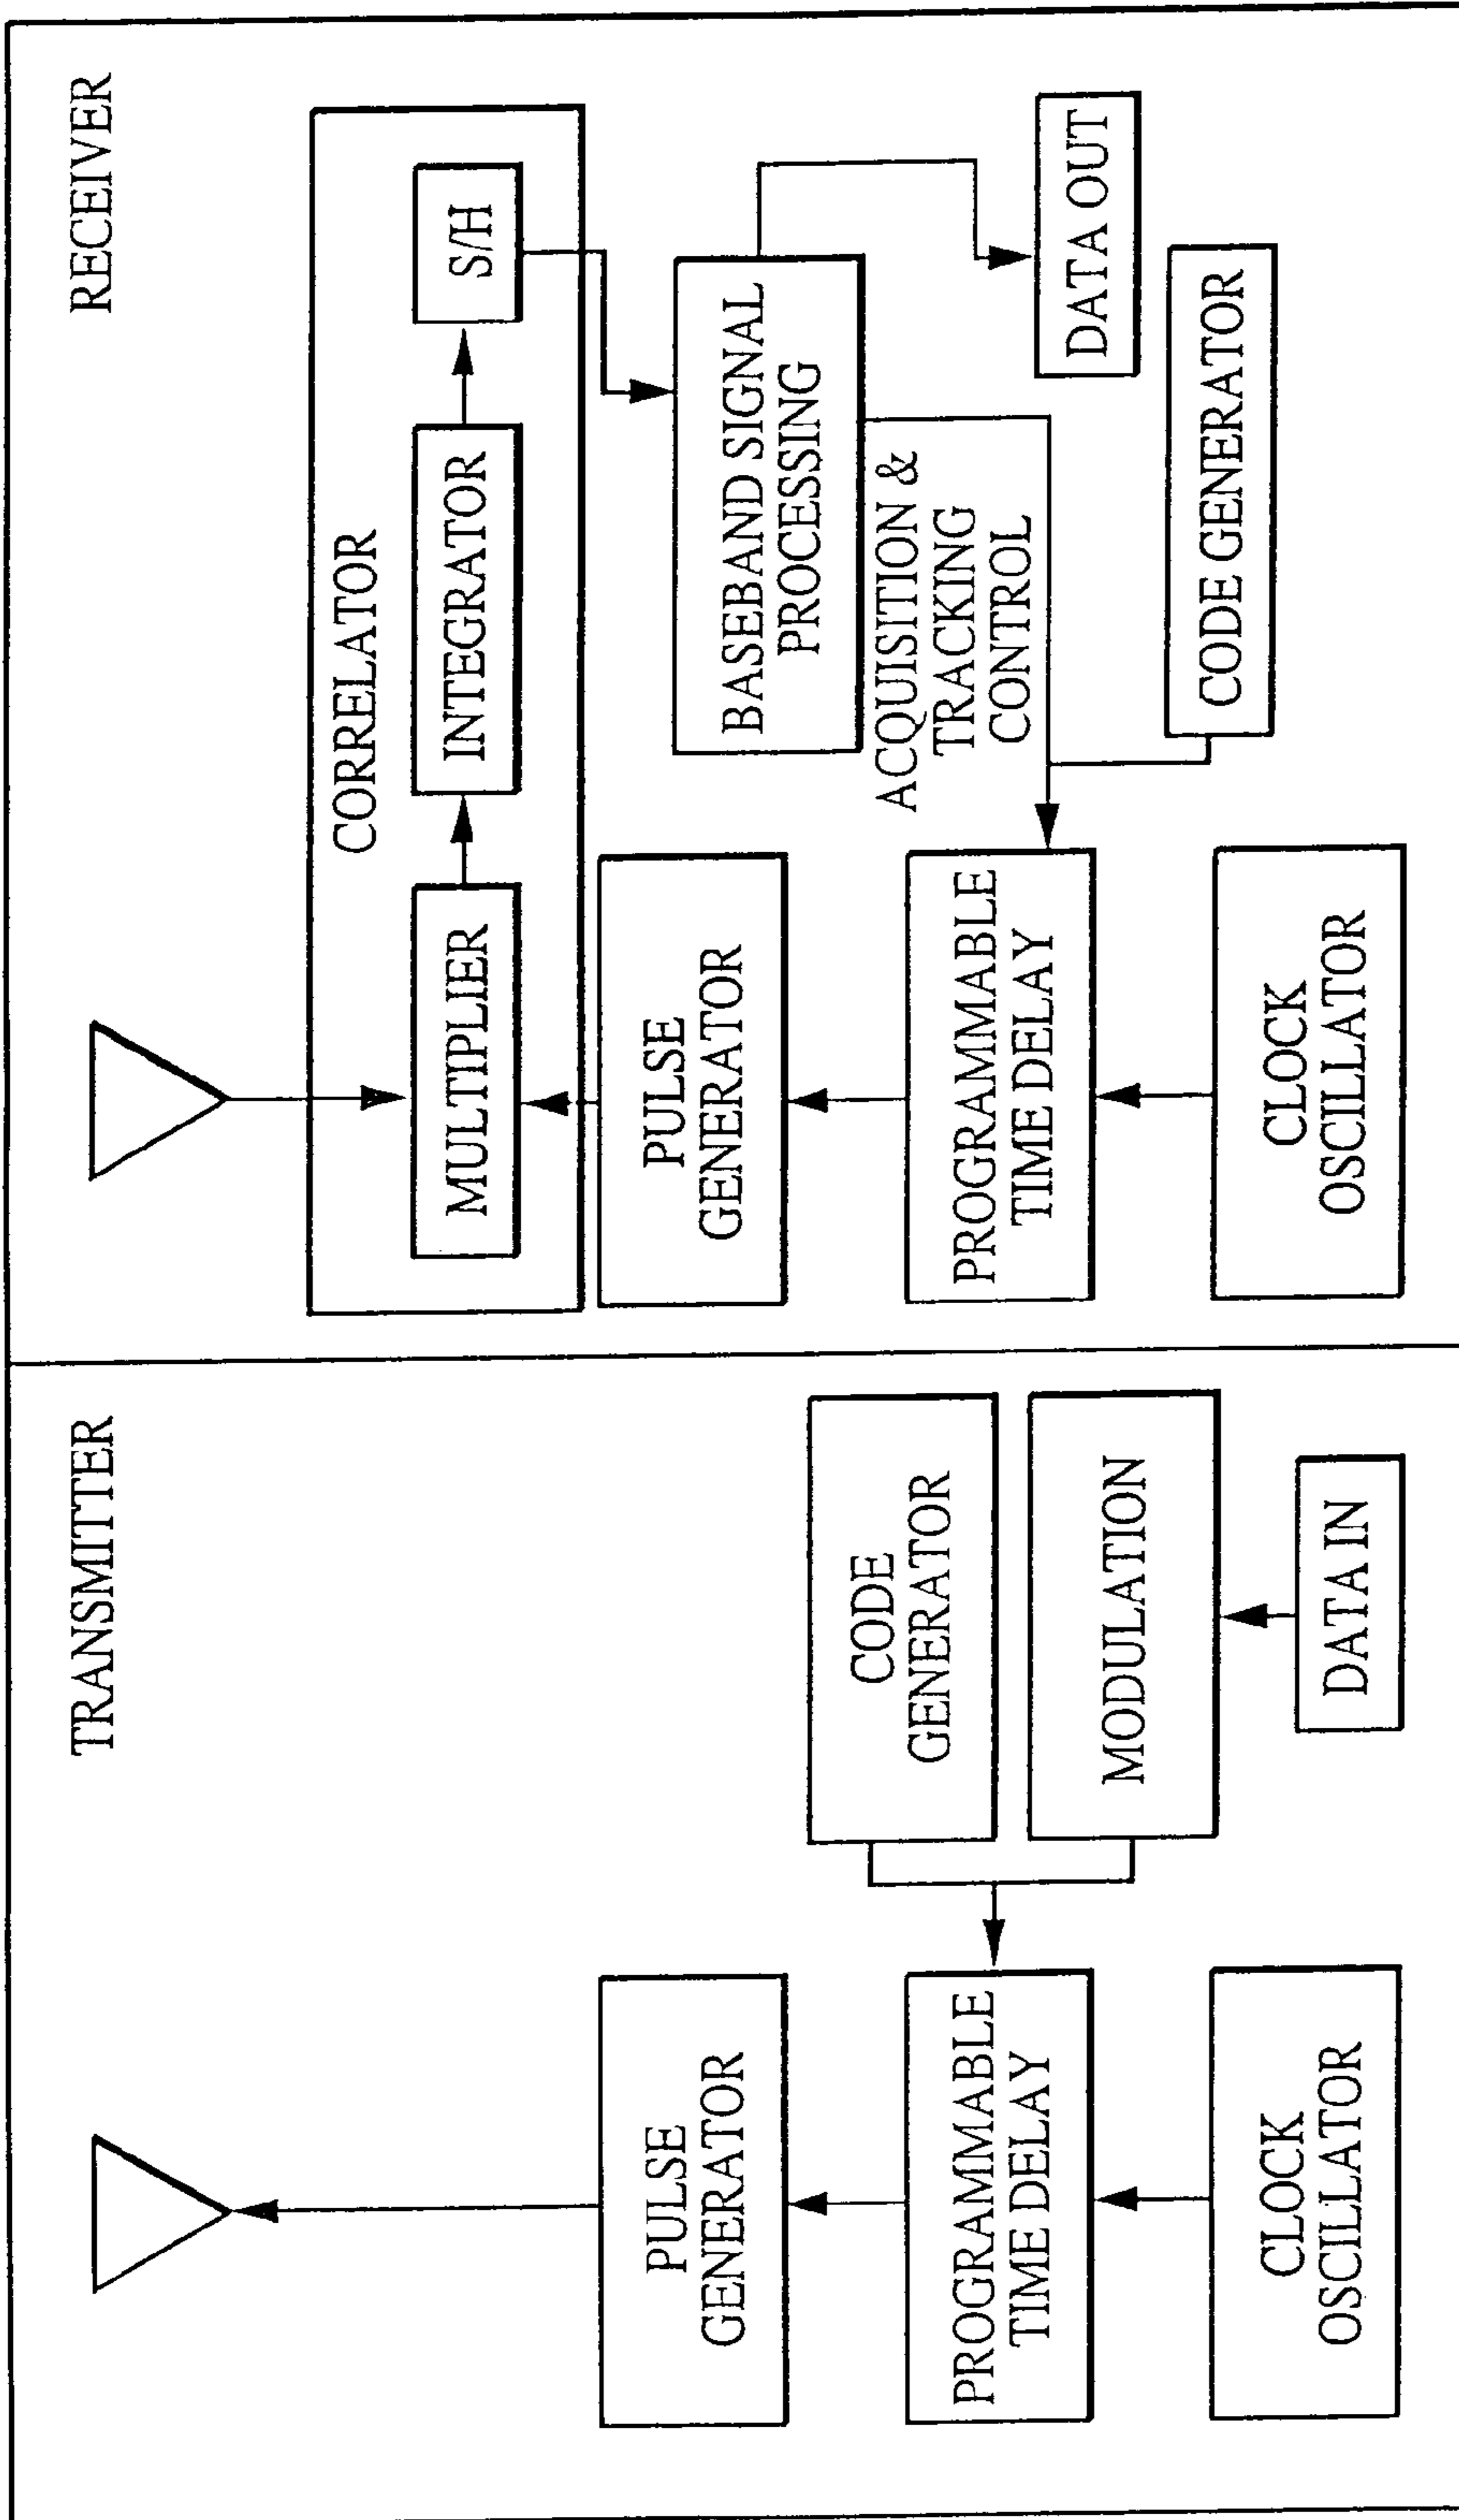 TRANSMITTER
PULSE
GENERATOR
PROGRAMMABLE
TIME DELAY
CLOCK
OSCILLATOR
CODE
GENERATOR
MODULATION
DATA IN
RECEIVER
CORRELATOR
MULTIPLIER
INTEGRATOR
S/H
PULSE
GENERATOR
BASEBAND SIGNAL
PROCESSING
ACQUISITION &
TRACKING
CONTROL
PROGRAMMABLE
TIME DELAY
DATA OUT
CODE GENERATOR
CLOCK
OSCILLATOR